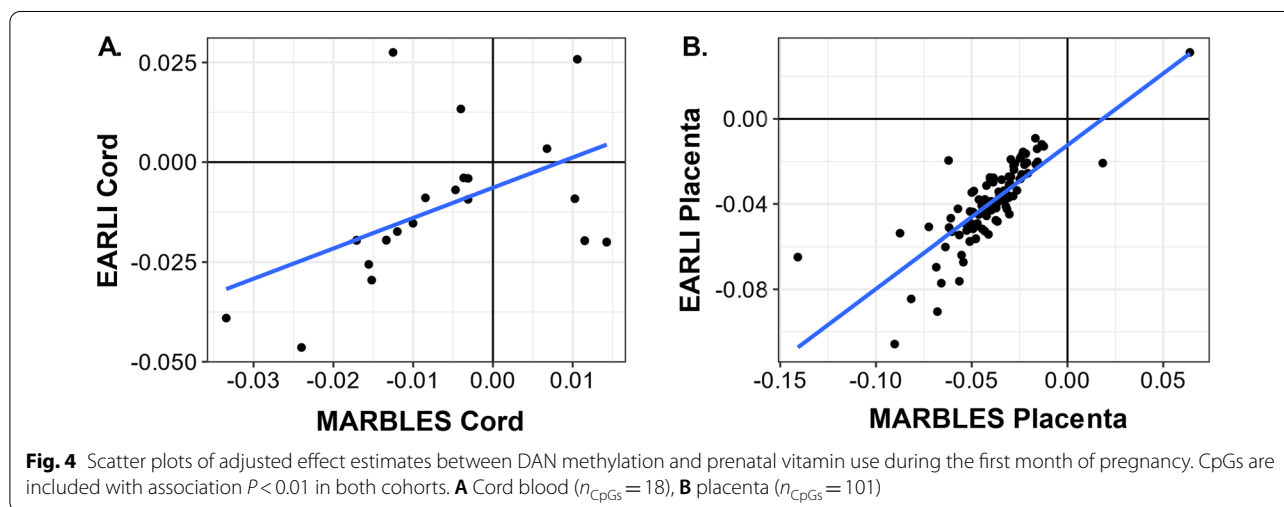 A.
0.025
0.000
-0.025
-0.050
EARLI Cord
-0.03
-0.02
-0.01
0.00
0.01
MARBLES Cord
B.
0.00
-0.04
-0.08
EARLI Placenta
-0.15
-0.10
-0.05
0.00
0.05
MARBLES Placenta
Fig. 4 Scatter plots of adjusted effect estimates between DAN methylation and prenatal vitamin use during the first month of pregnancy. CpGs are
included with association P < 0.01 in both cohorts. A Cord blood (nCpGs = 18), B placenta (nCpGs = 101)